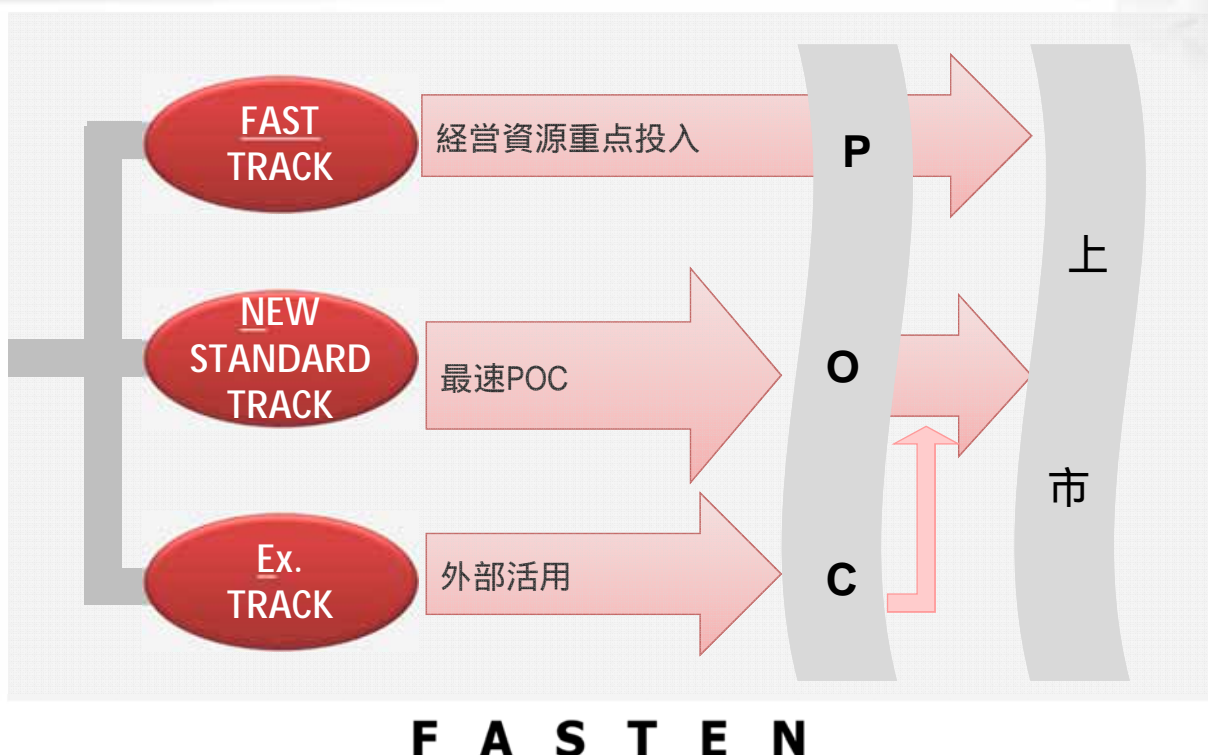 FAST
TRACK
経営資源重点投入
NEW
STANDARD
TRACK
最速POC
Ex.
TRACK
外部活用
P
O
C
上
市
F A S T E N